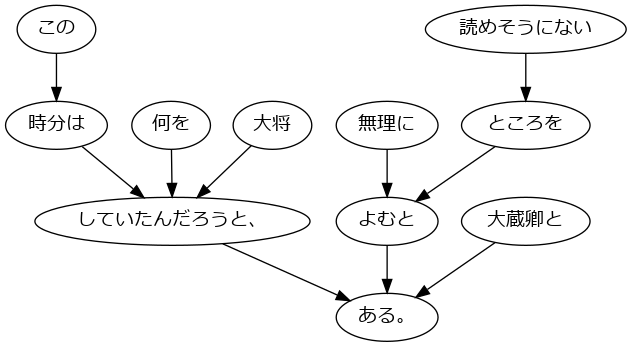 この
読めそうにない
時分は
何を
大将
無理に
ところを
していたんだろうと、
よむと
大蔵卿と
ある。